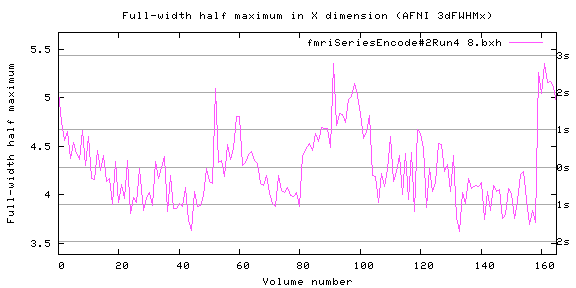 Full-width half maximum in X dimension (AFNI 3dFWHMx)
fmriSeriesEncode#2Run4 8.bxh
Full-width half maximum
5.5
5
4.5
4
3.5
3s
2s
1s
0s
1s
2s
0 20 40 60 80 100 120 140 160
Volume number